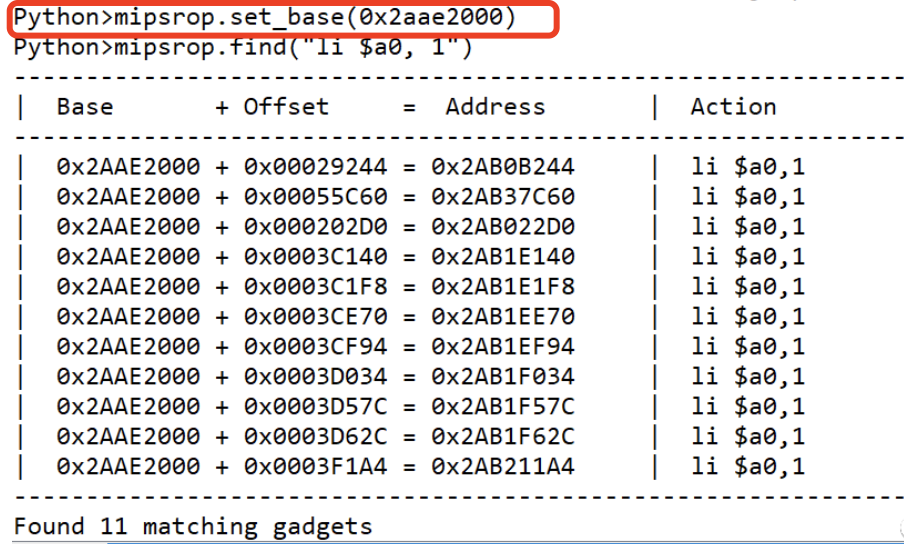 Python>mipsrop.set_base(0x2aae2000)
Python>mipsrop.find("li $a0, 1")
----------------------------------------------------------------
| Base + Offset = Address | Action
----------------------------------------------------------------
| 0x2AAE2000 + 0x00029244 = 0x2AB0B244 | li $a0,1
| 0x2AAE2000 + 0x00055C60 = 0x2AB37C60 | li $a0,1
| 0x2AAE2000 + 0x000202D0 = 0x2AB022D0 | li $a0,1
| 0x2AAE2000 + 0x0003C140 = 0x2AB1E140 | li $a0,1
| 0x2AAE2000 + 0x0003C1F8 = 0x2AB1E1F8 | li $a0,1
| 0x2AAE2000 + 0x0003CE70 = 0x2AB1EE70 | li $a0,1
| 0x2AAE2000 + 0x0003CF94 = 0x2AB1EF94 | li $a0,1
| 0x2AAE2000 + 0x0003D034 = 0x2AB1F034 | li $a0,1
| 0x2AAE2000 + 0x0003D57C = 0x2AB1F57C | li $a0,1
| 0x2AAE2000 + 0x0003D62C = 0x2AB1F62C | li $a0,1
| 0x2AAE2000 + 0x0003F1A4 = 0x2AB211A4 | li $a0,1
----------------------------------------------------------------
Found 11 matching gadgets